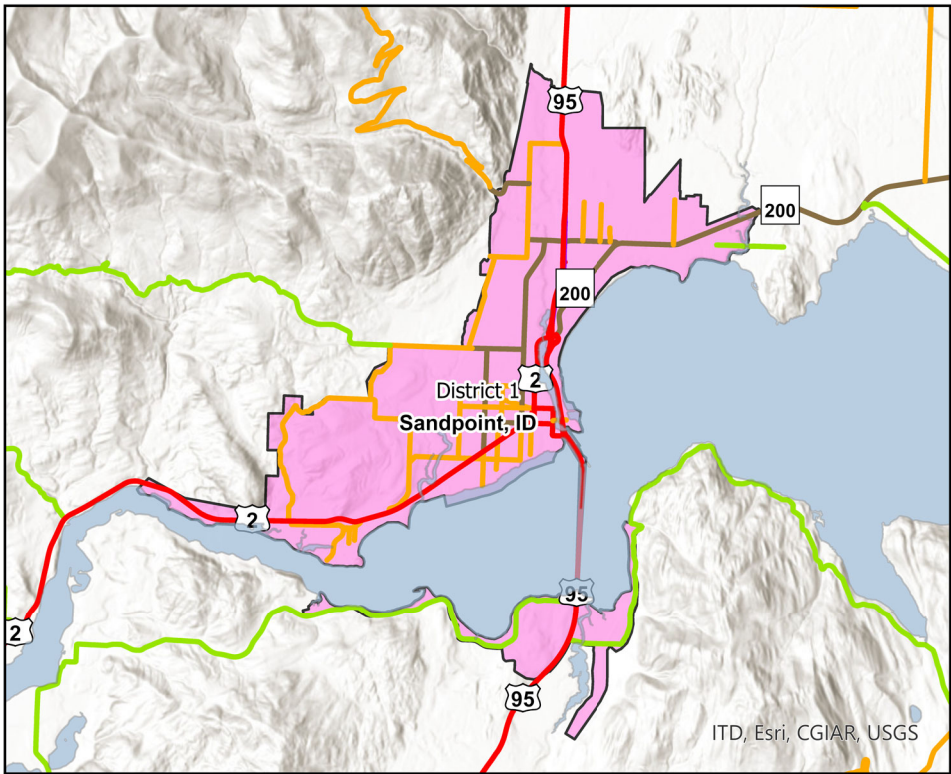 95
200
200
2
District 1
Sandpoint, ID
2
95
2
95
ITD, Esri, CGIAR, USGS